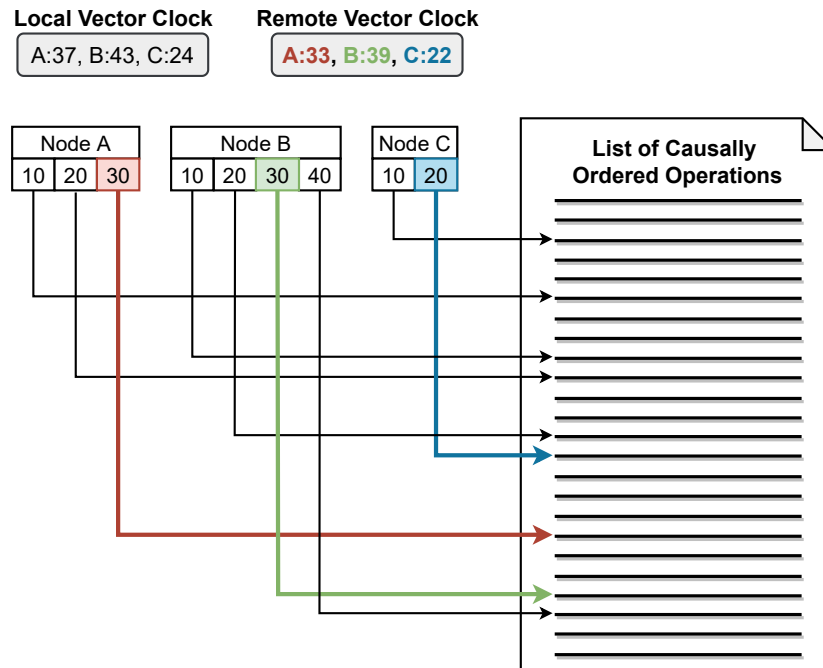 Local Vector Clock
Remote Vector Clock
A:37, B:43, C:24
A:33, B:39, C:22
Node A
Node B
Node C
10 20 30
10 20 30 40
10 20
List of Causally
Ordered Operations